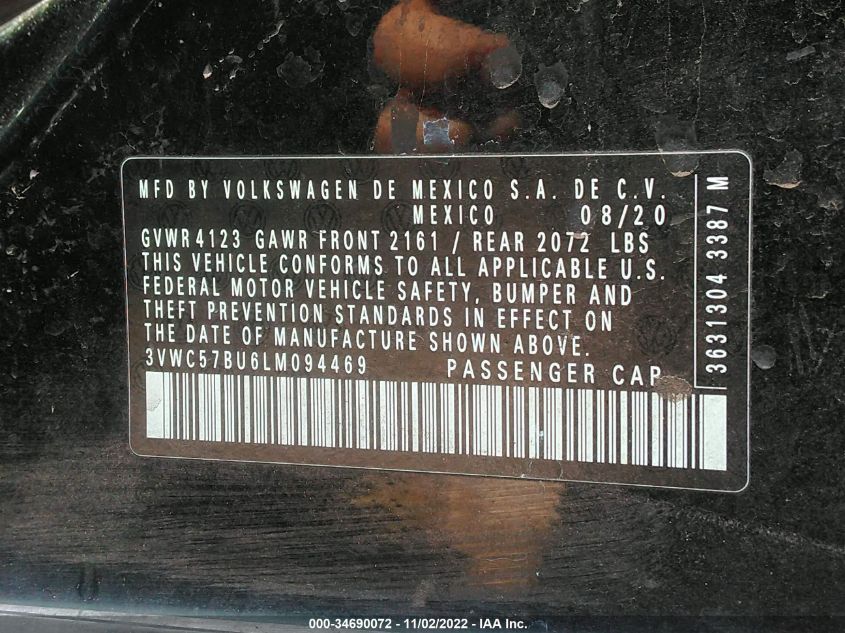 MFD BY VOLKSWAGEN DE MEXICO S.A. DE C.V.
MEXICO 08/20
GVWR 4123 GAWR FRONT 2161 / REAR 2072 LBS
THIS VEHICLE CONFORMS TO ALL APPLICABLE U.S.
FEDERAL MOTOR VEHICLE SAFETY, BUMPER AND
THEFT PREVENTION STANDARDS IN EFFECT ON
THE DATE OF MANUFACTURE SHOWN ABOVE.
3VWC57BU6LM094469 PASSENGER CAR
3631304 3387 M
000-34690072 - 11/02/2022 - IAA Inc.